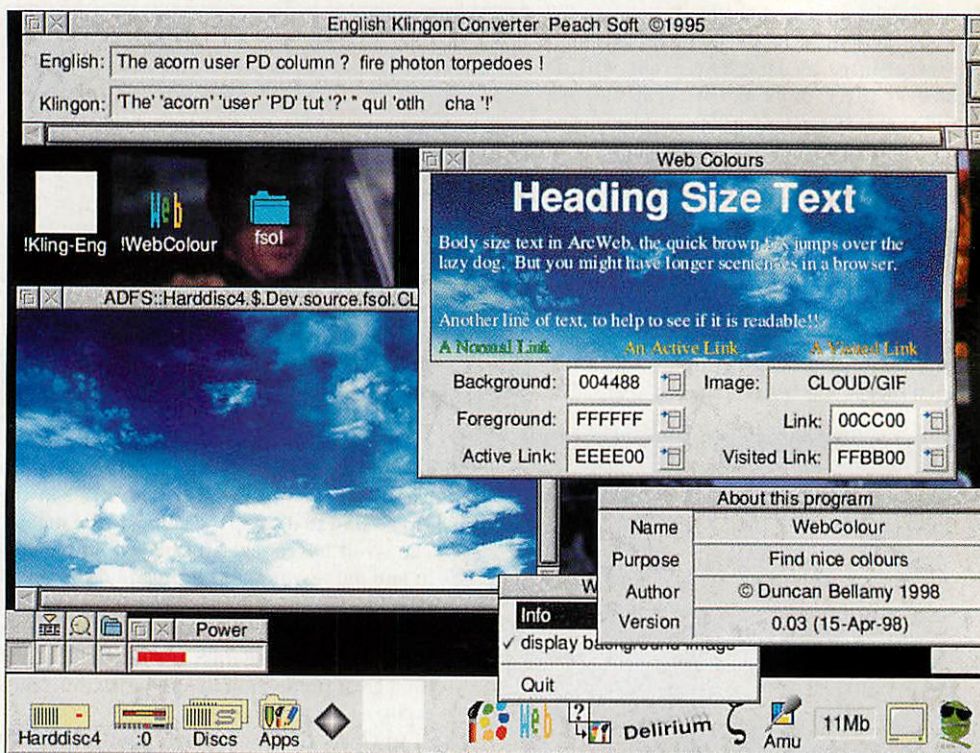 English Klingon Converter Peach Soft ©1995
English: The acorn user PD column ? fire photon torpedoes !
Klingon: 'The' 'acorn' 'user' 'PD' tut '?' " qul 'otlh cha '!'
!Kling-Eng !WebColour fsol
Web Colours
Heading Size Text
Body size text in ArcWeb, the quick brown fox jumps over the
lazy dog. But you might have longer scentenses in a browser.
Another line of text, to help to see if it is readable!!
A Normal Link An Active Link A Visited Link
Background: 004488 Image: CLOUD/GIF
Foreground: FFFFFF Link: 00CC00
Active Link: EEEE00 Visited Link: FFBB00
ADFS::Harddisc4.$.Dev.source.fsol.CL
About this program
Name WebColour
Purpose Find nice colours
Author © Duncan Bellamy 1998
Version 0.03 (15-Apr-98)
W
Info
display background image
Quit
Power
Harddisc4 :0 Discs Apps Web ? Delirium Amu 11Mb